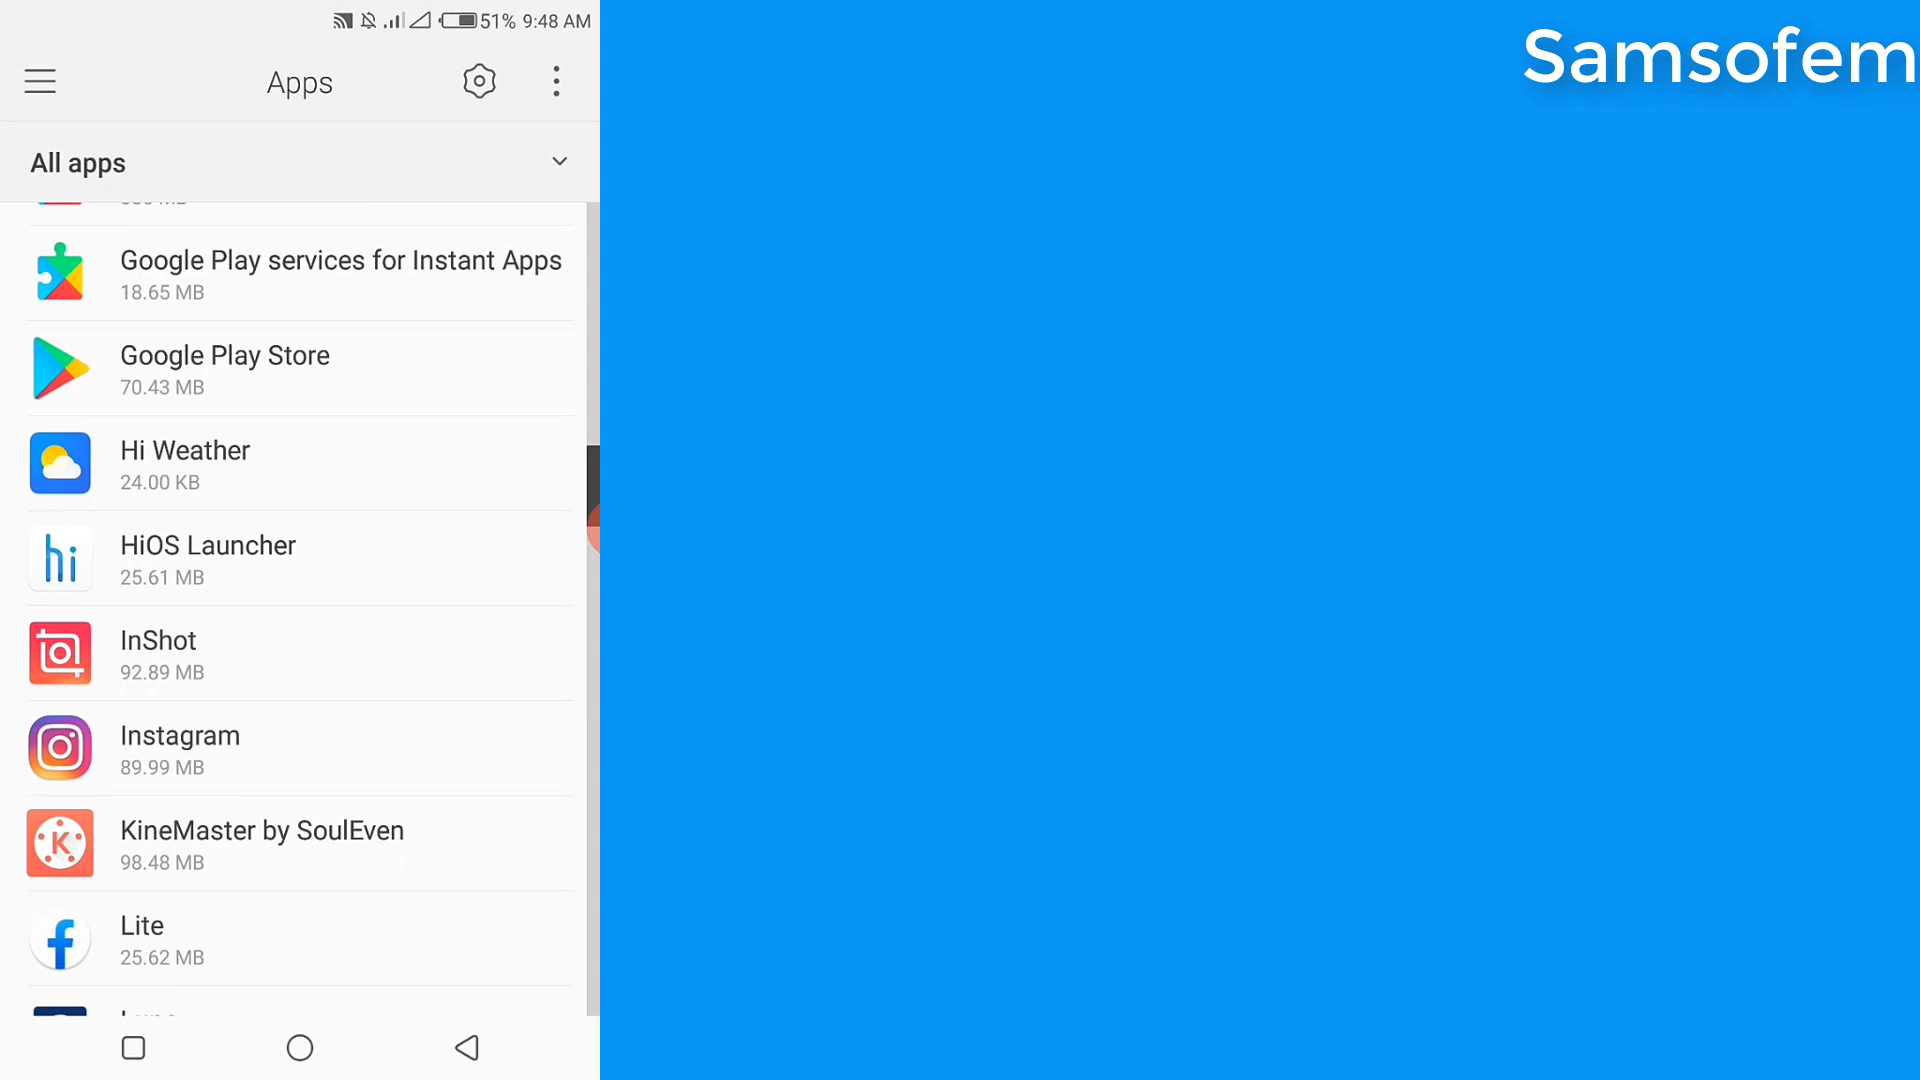 51% 9:48 AM
Samsofem
Apps
All apps
Google Play services for Instant Apps
18.65 MB
Google Play Store
70.43 MB
Hi Weather
24.00 KB
hi
HiOS Launcher
25.61 MB
InShot
92.89 MB
Instagram
89.99 MB
K
KineMaster by SoulEven
98.48 MB
Lite
25.62 MB